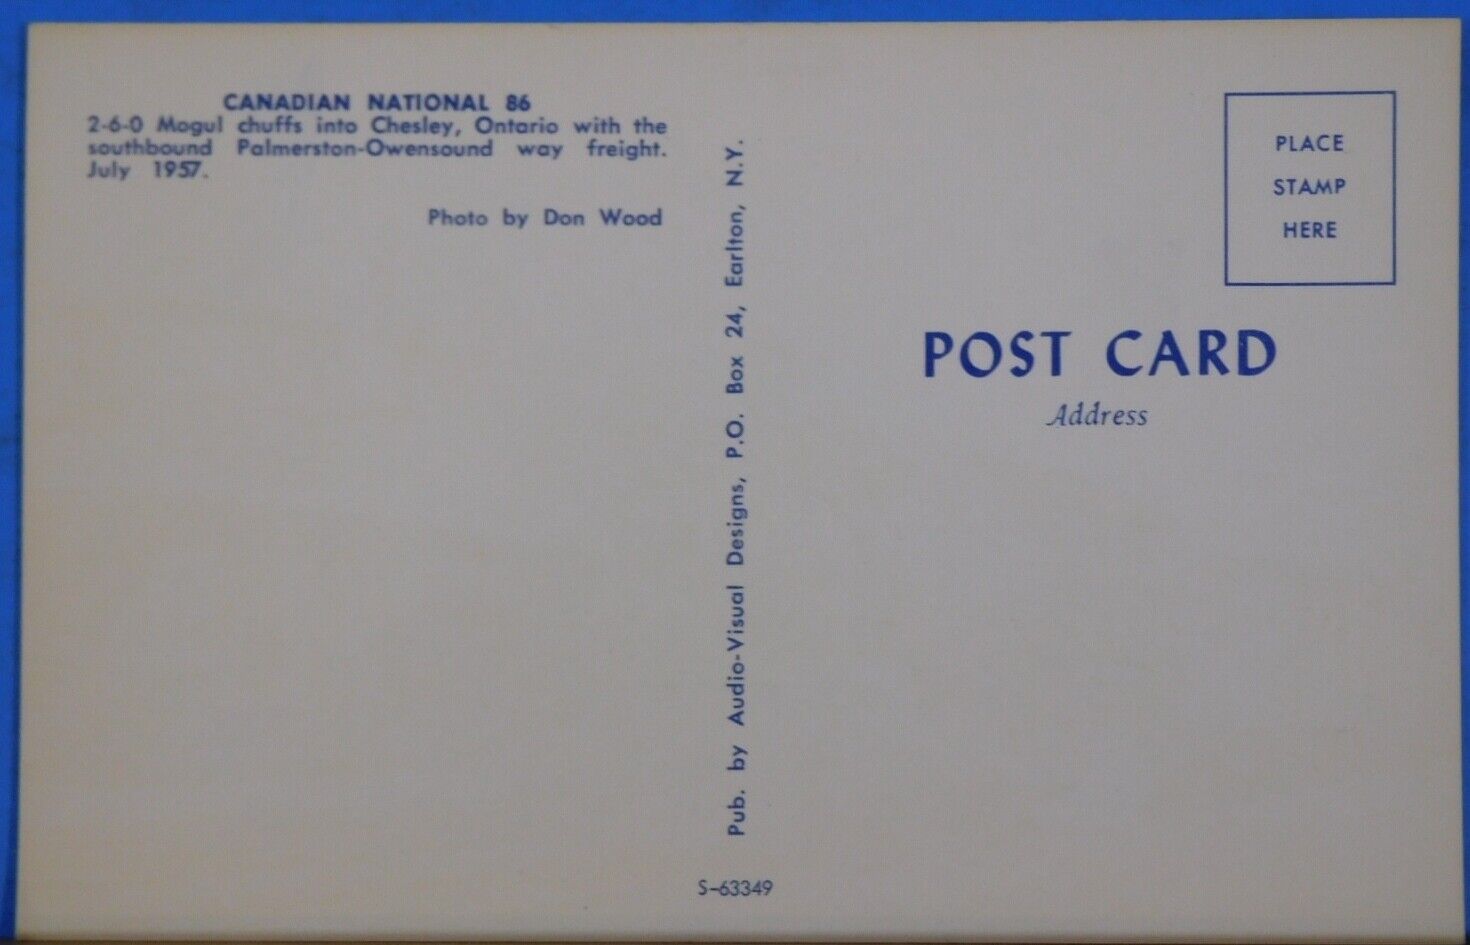 CANADIAN NATIONAL 86
2-6-0 Mogul chuffs into Chesley, Ontario with the
southbound Palmerston-Owensound way freight.
July 1957.
Photo by Don Wood
Pub. by Audio-Visual Designs, P.O. Box 24, Earlton, N.Y.
S-63349
PLACE
STAMP
HERE
POST CARD
Address